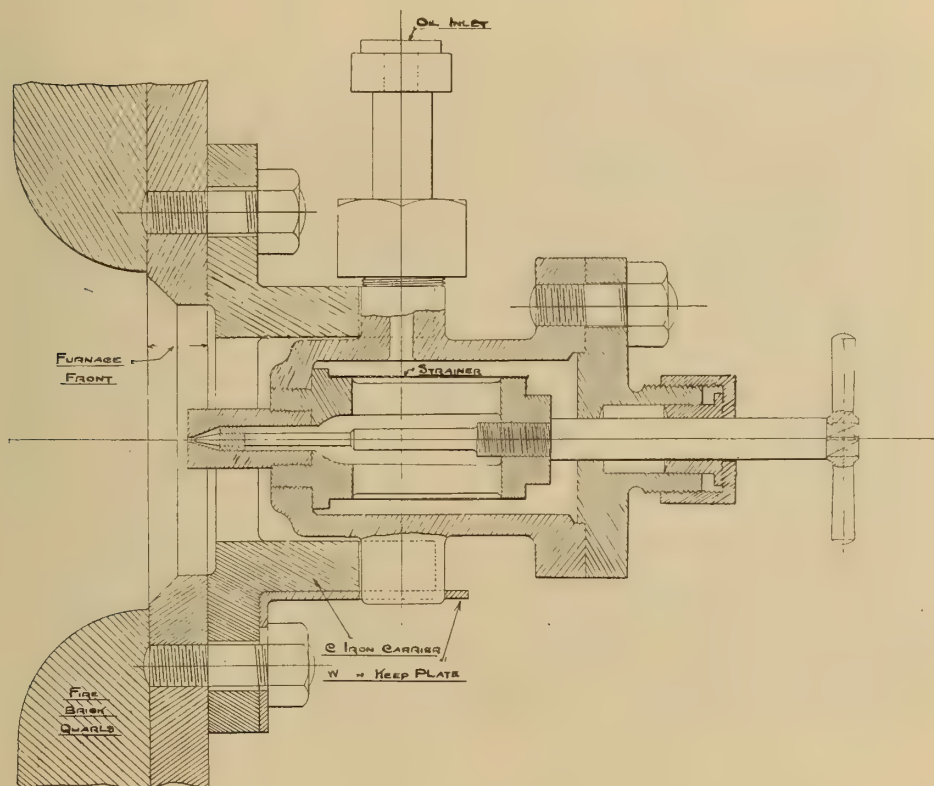 OIL INLET
FURNACE
FRONT
STRAINER
C IRON CARRIER
W " KEEP PLATE
FIRE
BRICK
QUARLS